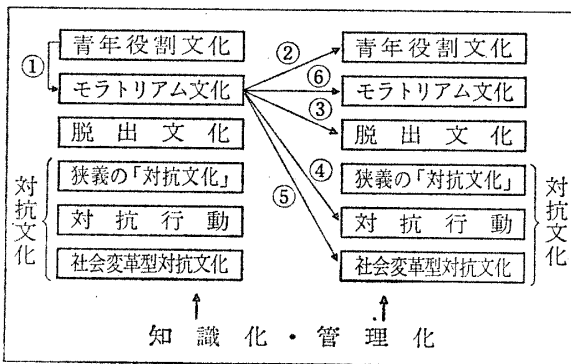 青年役割文化
モラトリアム文化
脱出文化
狭義の「対抗文化」
対抗行動
社会変革型対抗文化
対抗文化
①
②
⑥
③
④
⑤
青年役割文化
モラトリアム文化
脱出文化
狭義の「対抗文化」
対抗行動
社会変革型対抗文化
対抗文化
知識化・管理化